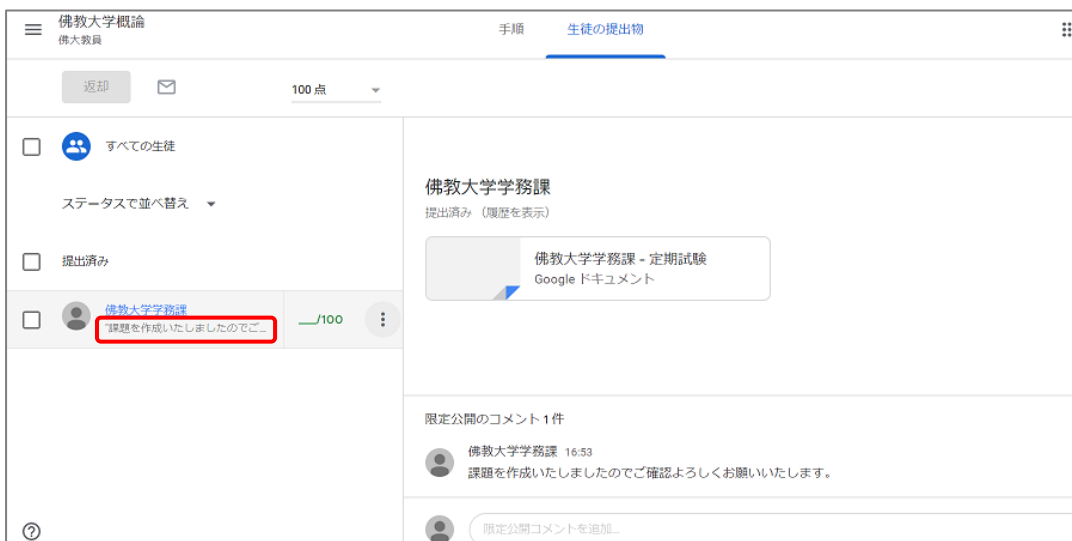 佛教大学概論
佛大教員
手順
生徒の提出物
返却
100 点
すべての生徒
ステータスで並べ替え
提出済み
佛教大学学務課
"課題を作成いたしましたのでご…
__/100
佛教大学学務課
提出済み （履歴を表示）
佛教大学学務課 - 定期試験
Google ドキュメント
限定公開のコメント 1 件
佛教大学学務課 16:53
課題を作成いたしましたのでご確認よろしくお願いいたします。
限定公開コメントを追加...